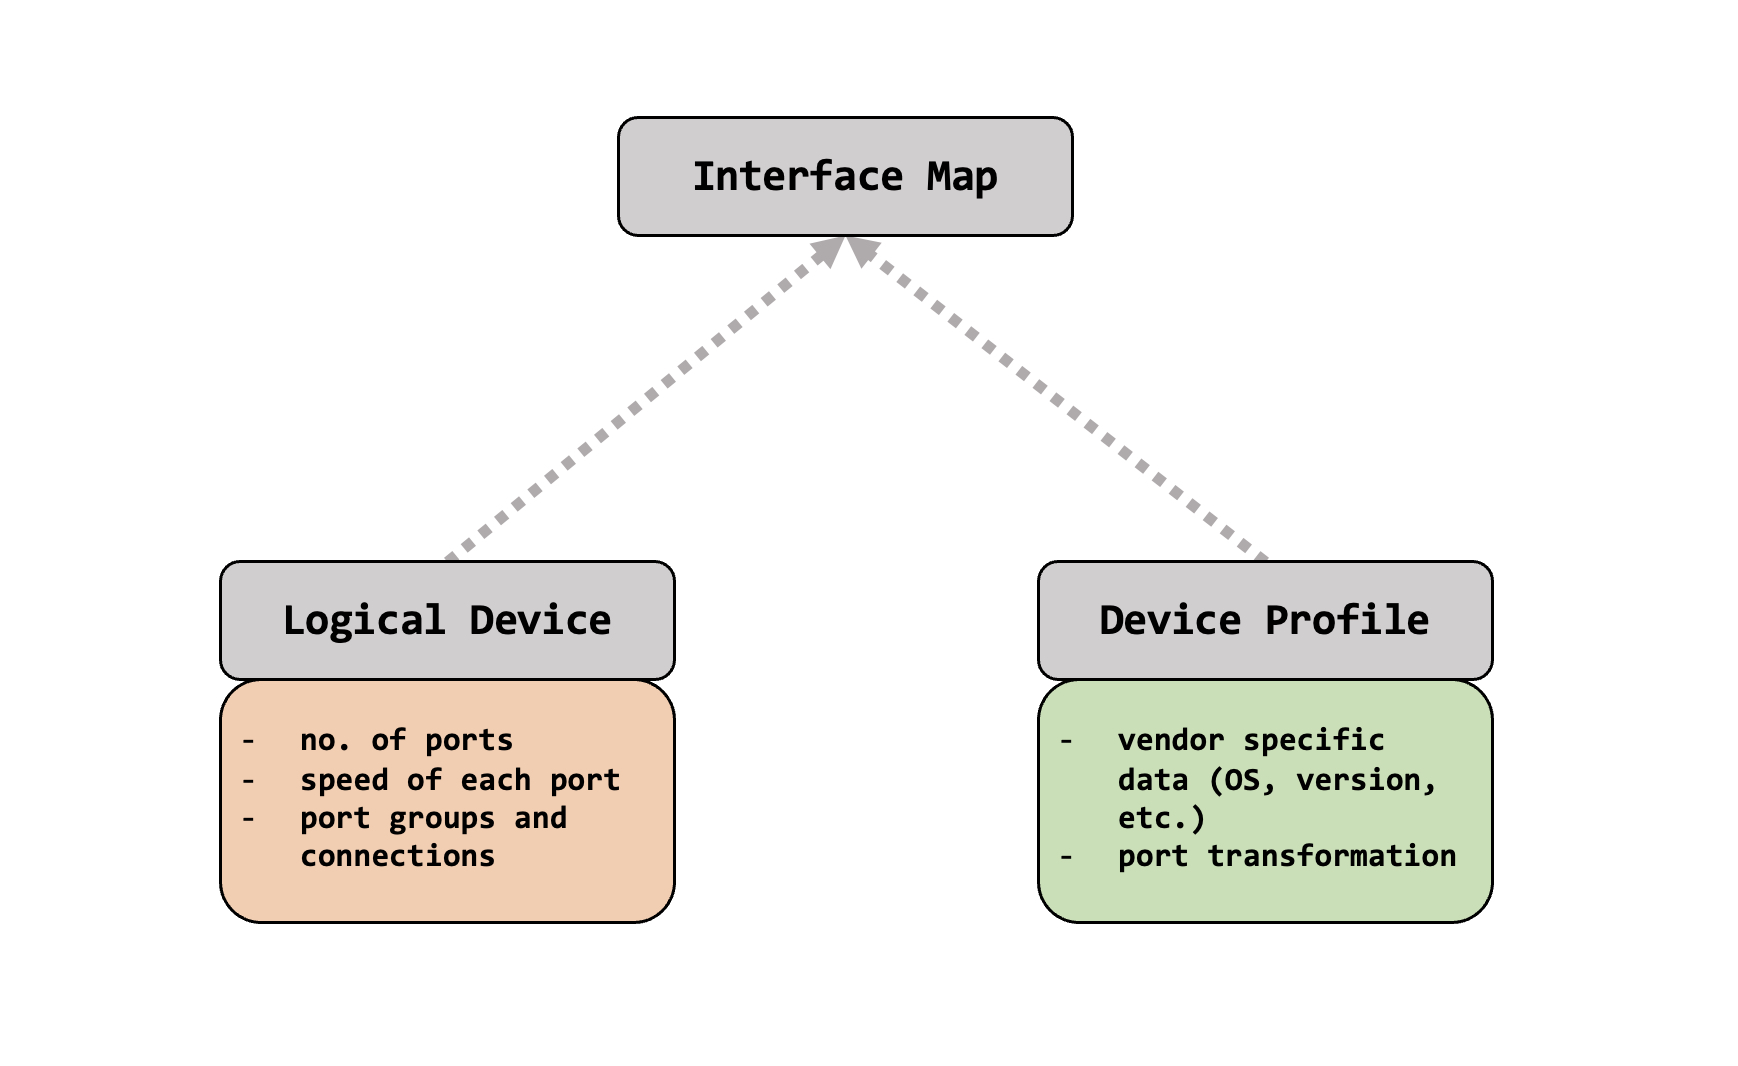 Interface Map
Logical Device
- no. of ports
- speed of each port
- port groups and
connections
Device Profile
- vendor specific
data (OS, version,
etc.)
- port transformation